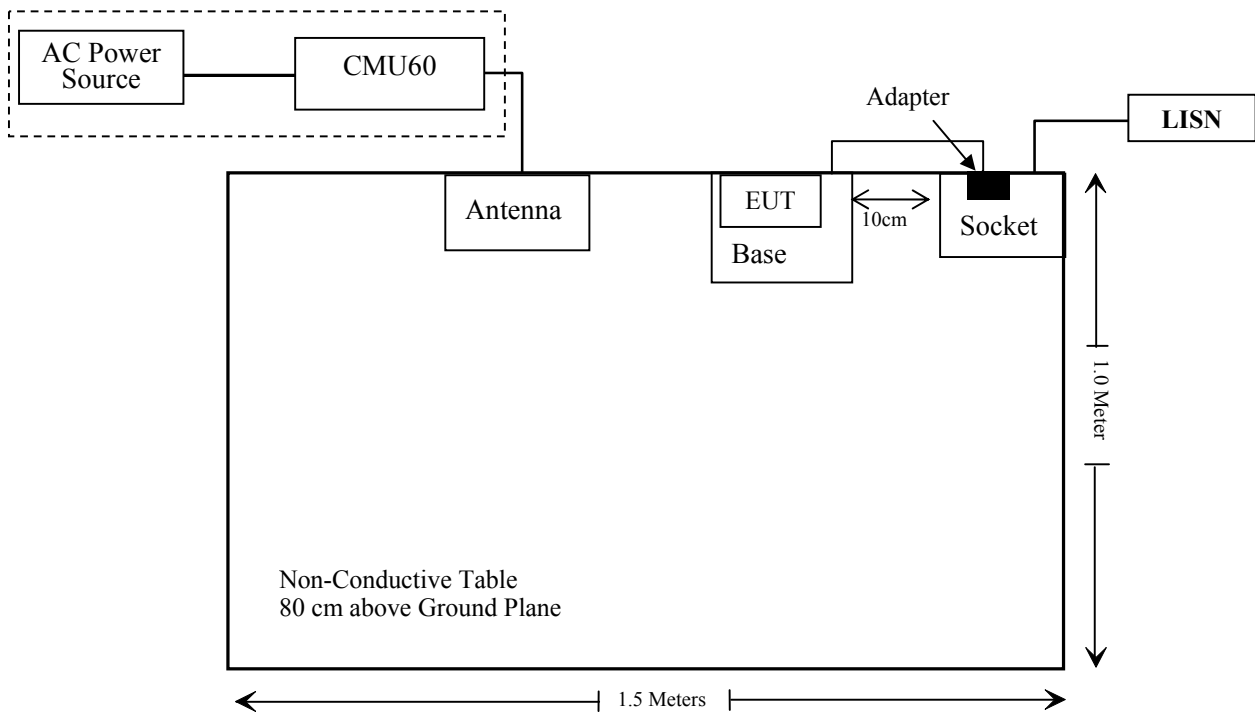 AC Power
Source
CMU60
Adapter
LISN
Antenna
EUT
10cm
Socket
Base
1.0 Meter
Non-Conductive Table
80 cm above Ground Plane
1.5 Meters